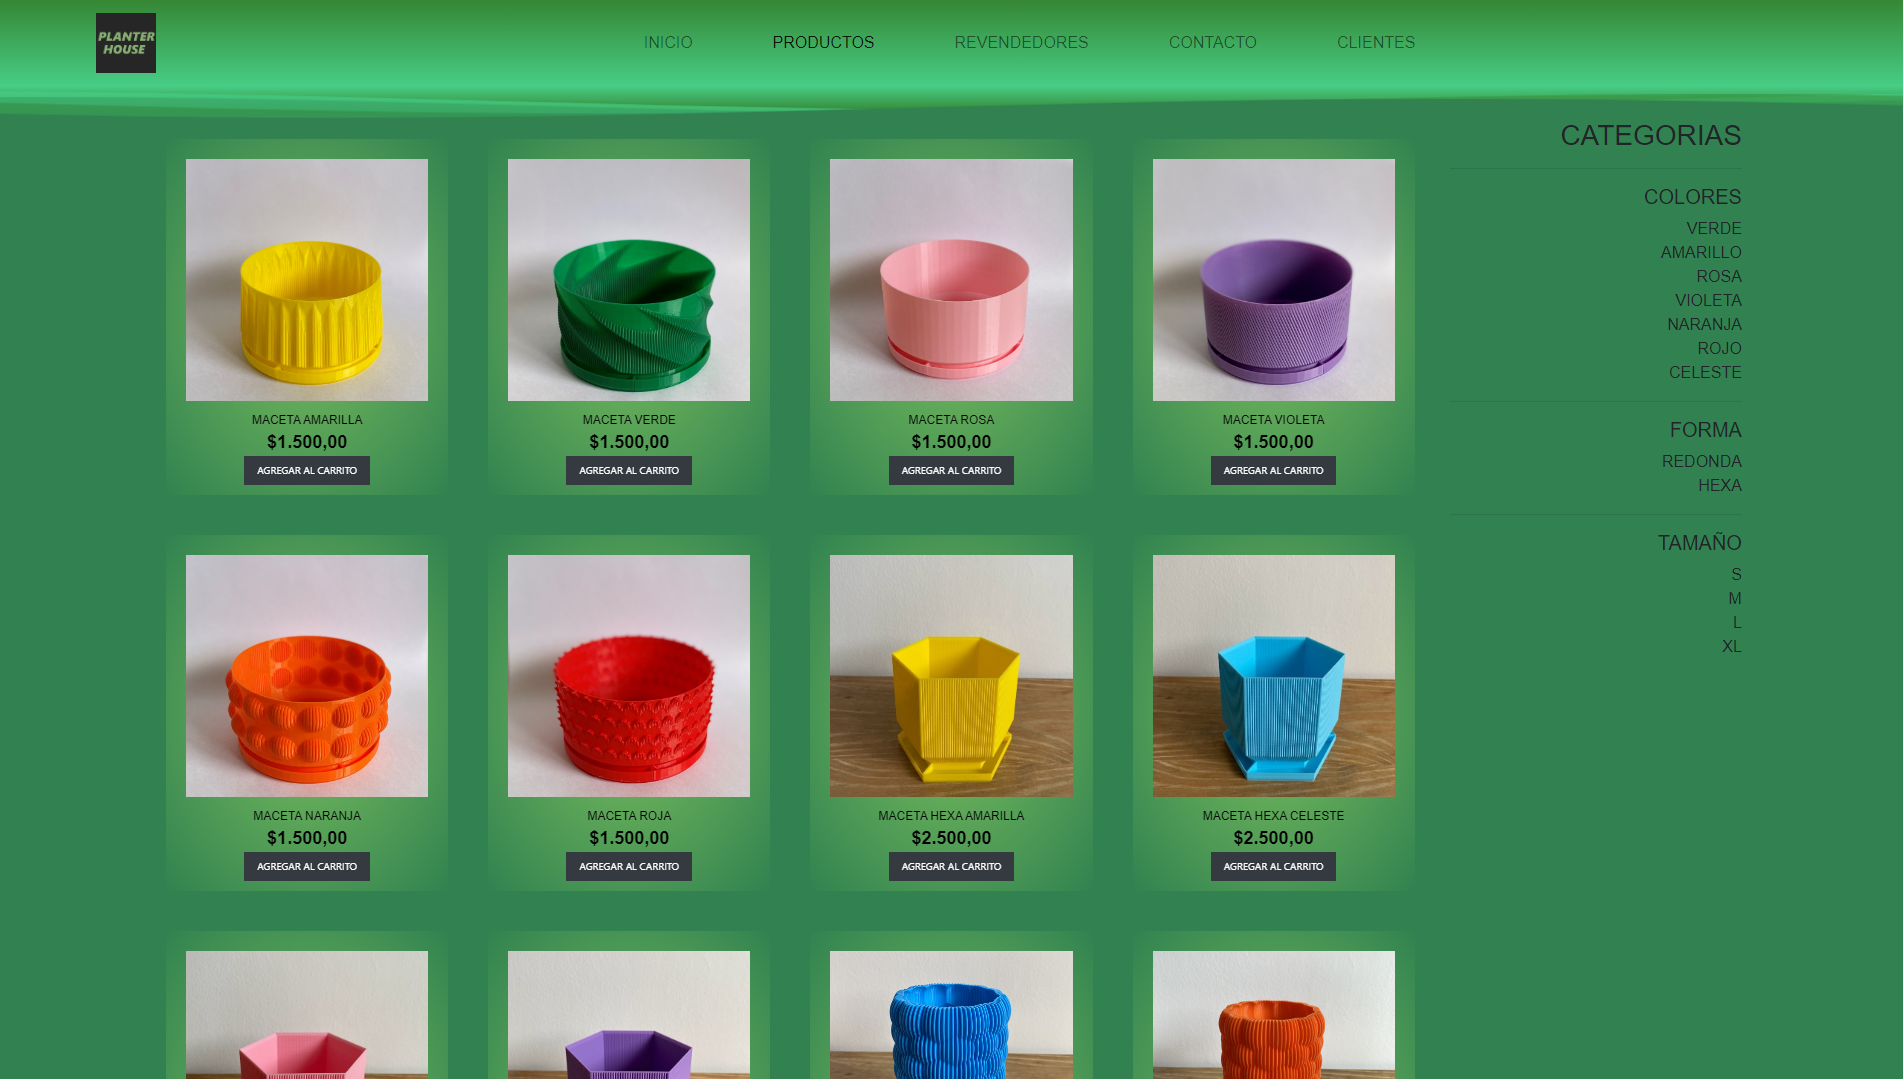 PLANTER
HOUSE
INICIO
PRODUCTOS
REVENDEDORES
CONTACTO
CLIENTES
MACETA AMARILLA
$1.500,00
AGREGAR AL CARRITO
MACETA VERDE
$1.500,00
AGREGAR AL CARRITO
MACETA ROSA
$1.500,00
AGREGAR AL CARRITO
MACETA VIOLETA
$1.500,00
AGREGAR AL CARRITO
MACETA NARANJA
$1.500,00
AGREGAR AL CARRITO
MACETA ROJA
$1.500,00
AGREGAR AL CARRITO
MACETA HEXA AMARILLA
$2.500,00
AGREGAR AL CARRITO
MACETA HEXA CELESTE
$2.500,00
AGREGAR AL CARRITO
CATEGORIAS
COLORES
VERDE
AMARILLO
ROSA
VIOLETA
NARANJA
ROJO
CELESTE
FORMA
REDONDA
HEXA
TAMAÑO
S
M
L
XL